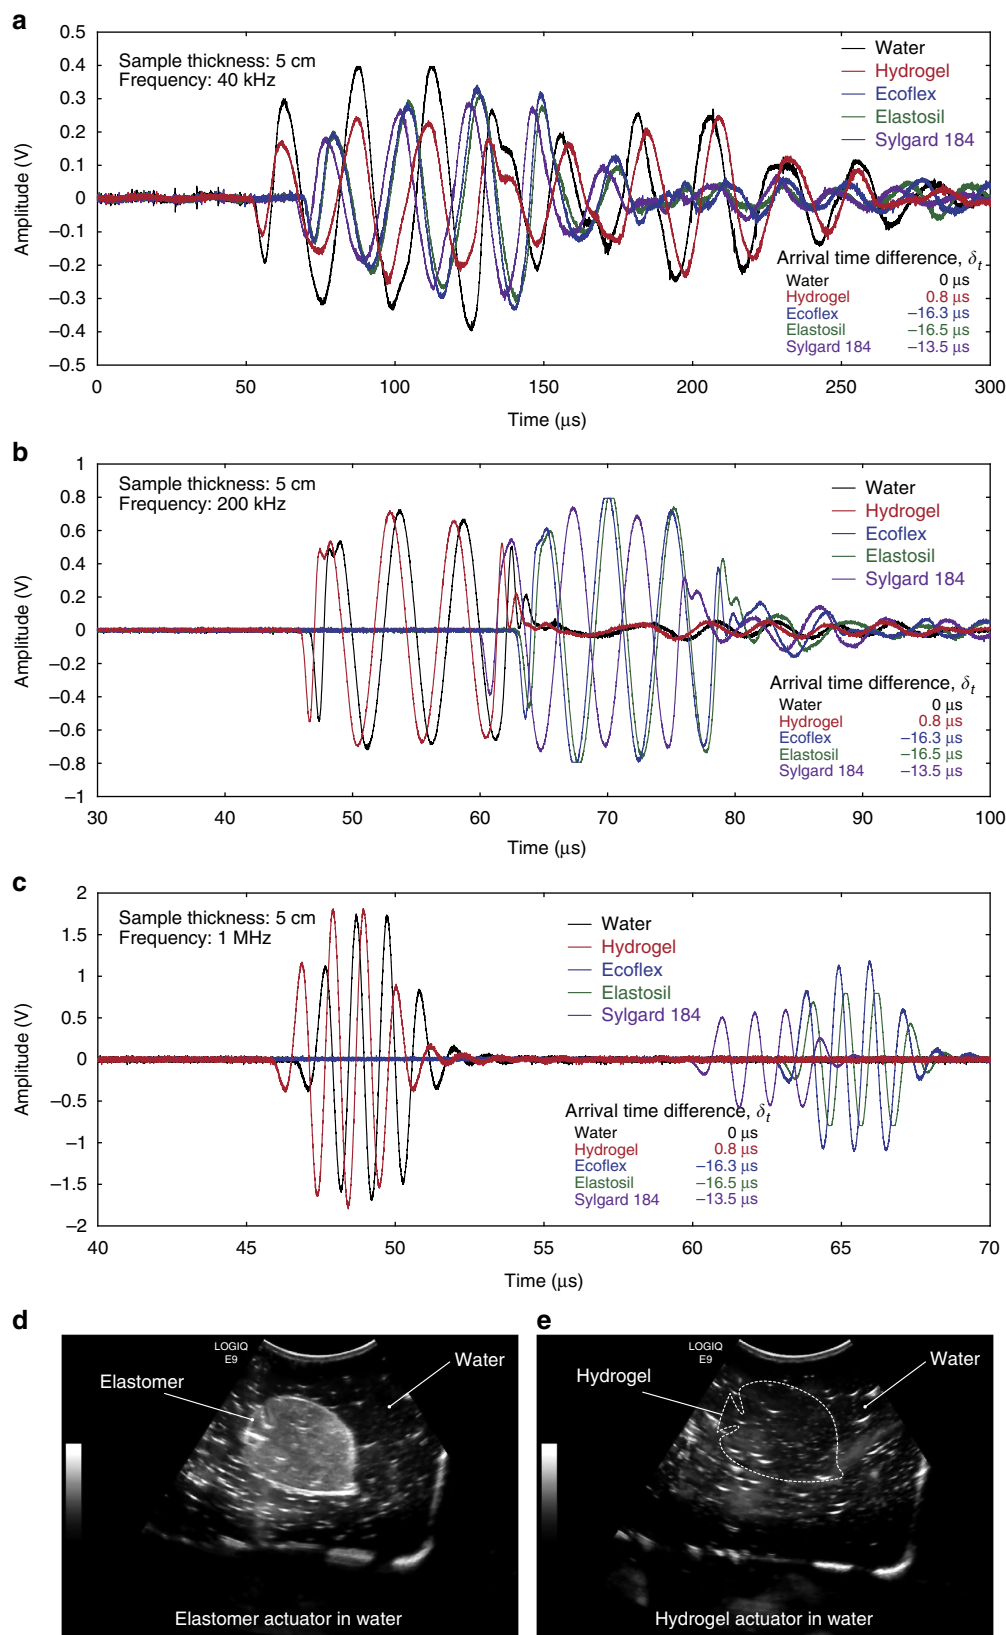 a
0.5
0.4
0.3
0.2
0.1
0
–0.1
–0.2
–0.3
–0.4
–0.5
Amplitude (V)
Sample thickness: 5 cm
Frequency: 40 kHz
Water
Hydrogel
Ecoflex
Elastosil
Sylgard 184
Arrival time difference, δt
Water 0 µs
Hydrogel 0.8 µs
Ecoflex –16.3 µs
Elastosil –16.5 µs
Sylgard 184 –13.5 µs
0 50 100 150 200 250 300
Time (µs)
b
1
0.8
0.6
0.4
0.2
0
–0.2
–0.4
–0.6
–0.8
–1
Amplitude (V)
Sample thickness: 5 cm
Frequency: 200 kHz
Water
Hydrogel
Ecoflex
Elastosil
Sylgard 184
Arrival time difference, δt
Water 0 µs
Hydrogel 0.8 µs
Ecoflex –16.3 µs
Elastosil –16.5 µs
Sylgard 184 –13.5 µs
30 40 50 60 70 80 90 100
Time (µs)
c
2
1.5
1
0.5
0
–0.5
–1
–1.5
–2
Amplitude (V)
Sample thickness: 5 cm
Frequency: 1 MHz
Water
Hydrogel
Ecoflex
Elastosil
Sylgard 184
Arrival time difference, δt
Water 0 µs
Hydrogel 0.8 µs
Ecoflex –16.3 µs
Elastosil –16.5 µs
Sylgard 184 –13.5 µs
40 45 50 55 60 65 70
Time (µs)
d
LOGIQ
E9
Water
Elastomer
Elastomer actuator in water
e
LOGIQ
E9
Water
Hydrogel
Hydrogel actuator in water